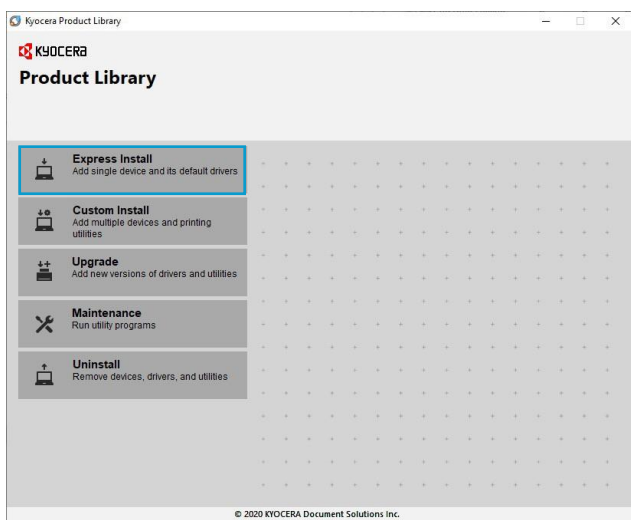 Kyocera Product Library
KYOCERA
Product Library
Express Install
Add single device and its default drivers
Custom Install
Add multiple devices and printing
utilities
Upgrade
Add new versions of drivers and utilities
Maintenance
Run utility programs
Uninstall
Remove devices, drivers, and utilities
© 2020 KYOCERA Document Solutions Inc.